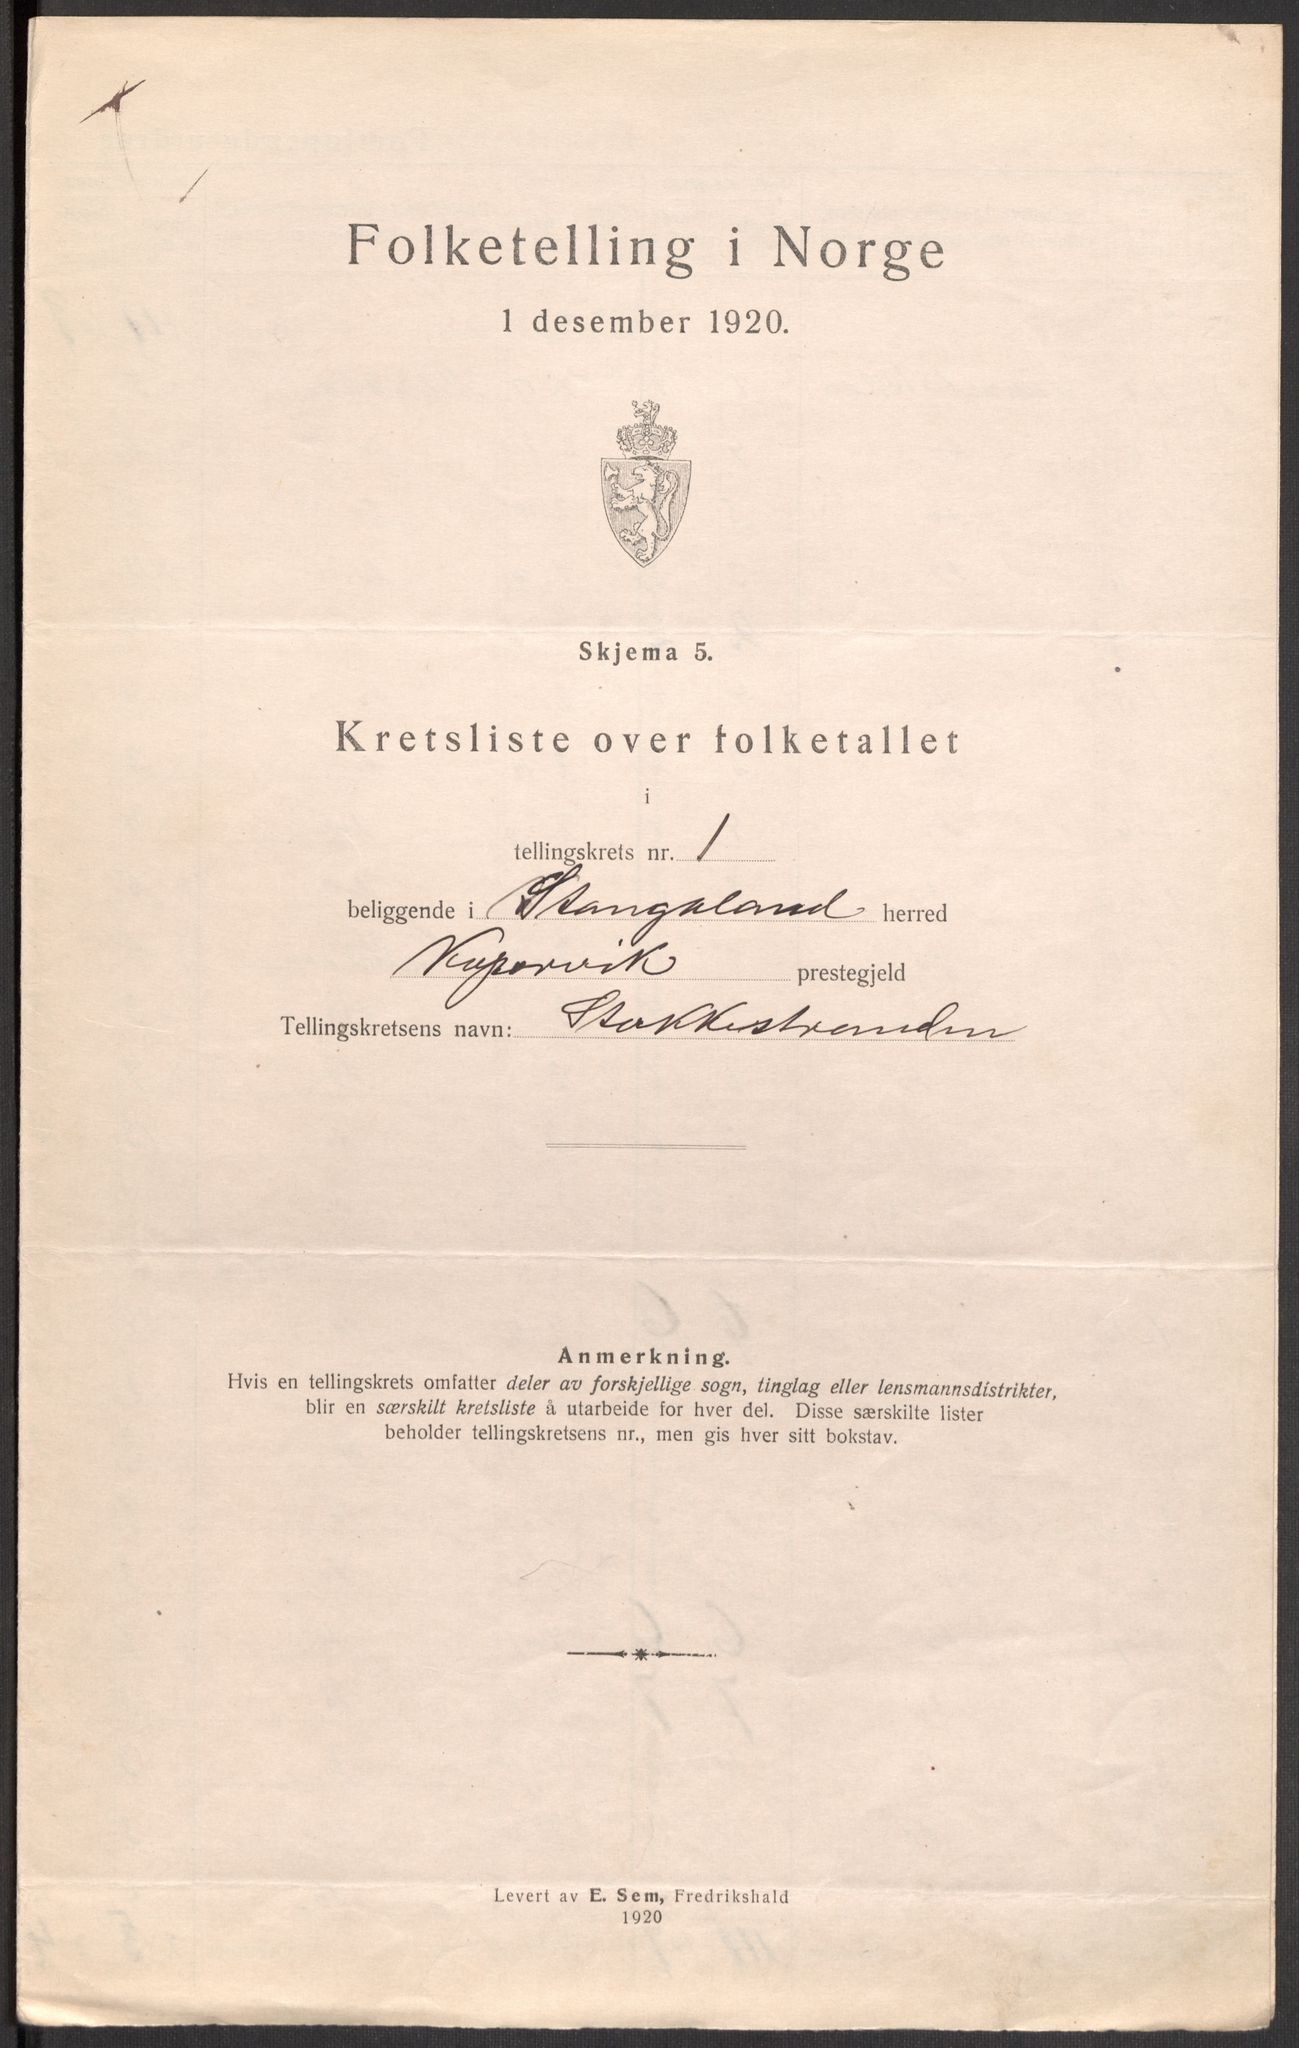 Folketelling i Norge
1 desember 1920.
Skjema 5.
Kretsliste over folketallet
i
tellingskrets nr. 1
beliggende i Stangaland herred
Kopervik prestegjeld
Tellingskretsens navn: Stokkastranden
Anmerkning.
Hvis en tellingskrets omfatter deler av forskjellige sogn, tinglag eller lensmannsdistrikter,
blir en særskilt kretsliste å utarbeide for hver del. Disse særskilte lister
beholder tellingskretsens nr., men gis hver sitt bokstav.
Levert av E. Sem, Fredrikshald
1920